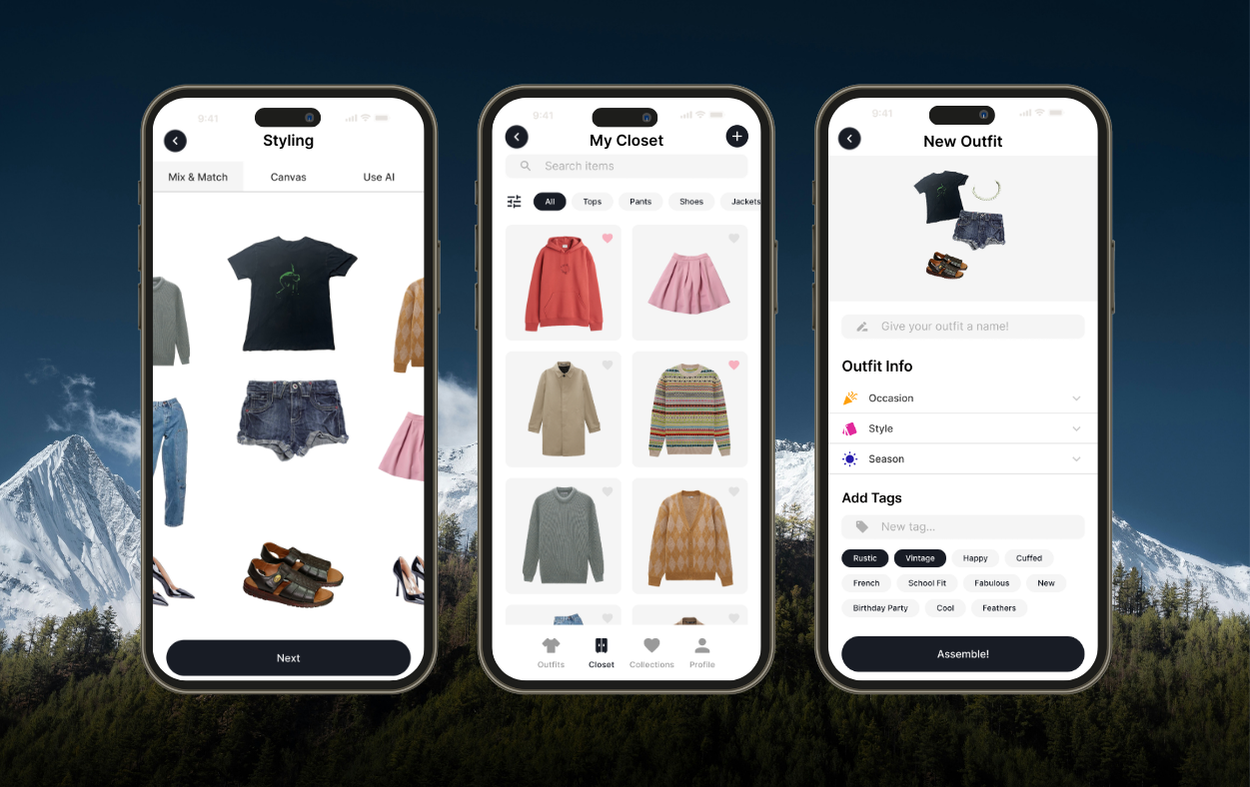 9:41
Styling
Mix & Match
Canvas
Use AI
Next
9:41
My Closet
Search Items
All
Tops
Pants
Shoes
Jackets
Outfits
Closet
Collections
Profile
9:41
New Outfit
Give your outfit a name!
Outfit Info
Occasion
Style
Season
Add Tags
New tag...
Rustic
Vintage
Happy
Cuffed
French
School Fit
Fabulous
New
Birthday Party
Cool
Feathers
Assemble!